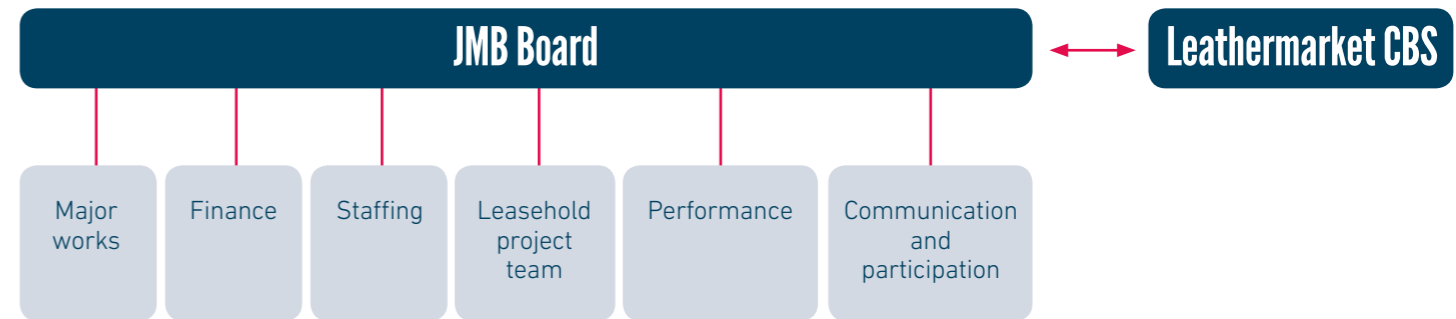 JMB Board
Leathermarket CBS
Major
works
Finance
Staffing
Leasehold
project
team
Performance
Communication
and
participation